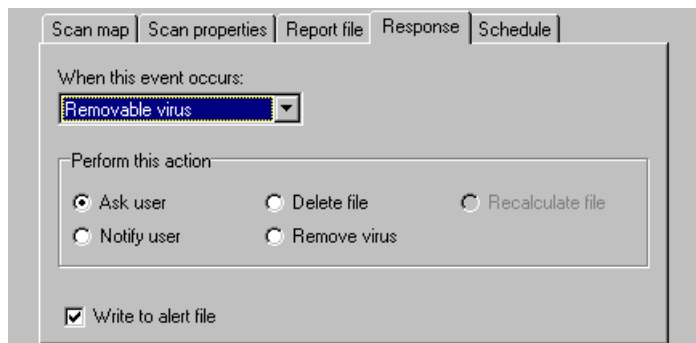 Scan map Scan properties Report file Response Schedule
When this event occurs:
Removable virus
Perform this action
Ask user Delete file Recalculate file
Notify user Remove virus
Write to alert file